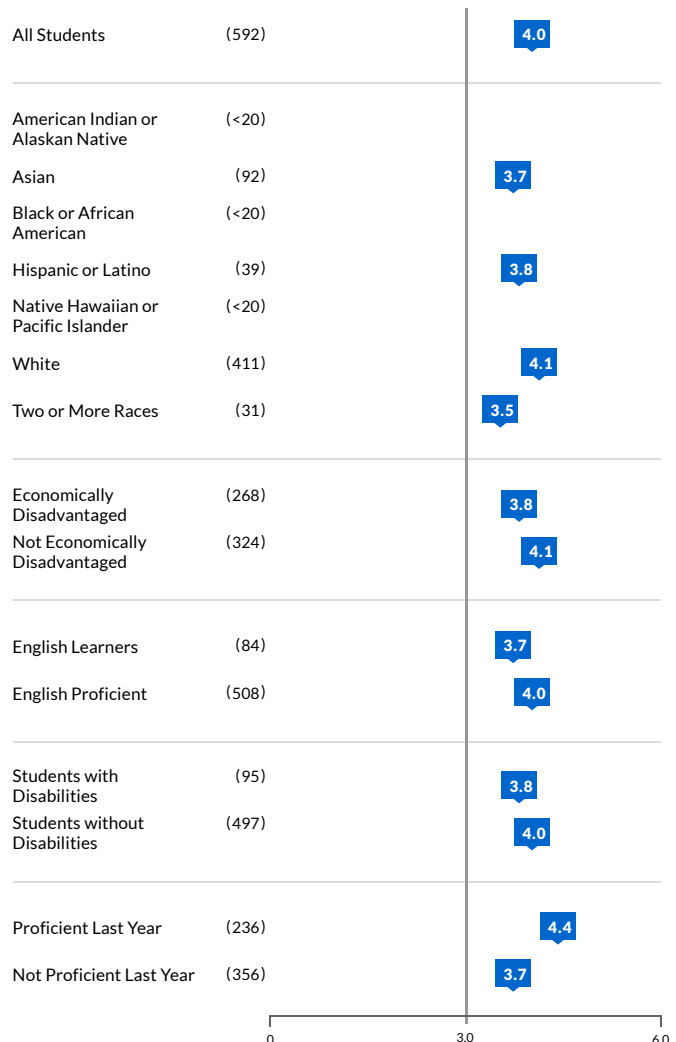 All Students (592) 4.0
American Indian or (<20)
Alaskan Native
Asian (92) 3.7
Black or African (<20)
American
Hispanic or Latino (39) 3.8
Native Hawaiian or (<20)
Pacific Islander
White (411) 4.1
Two or More Races (31) 3.5
Economically (268) 3.8
Disadvantaged
Not Economically (324) 4.1
Disadvantaged
English Learners (84) 3.7
English Proficient (508) 4.0
Students with (95) 3.8
Disabilities
Students without (497) 4.0
Disabilities
Proficient Last Year (236) 4.4
Not Proficient Last Year (356) 3.7
0 3.0 6.0